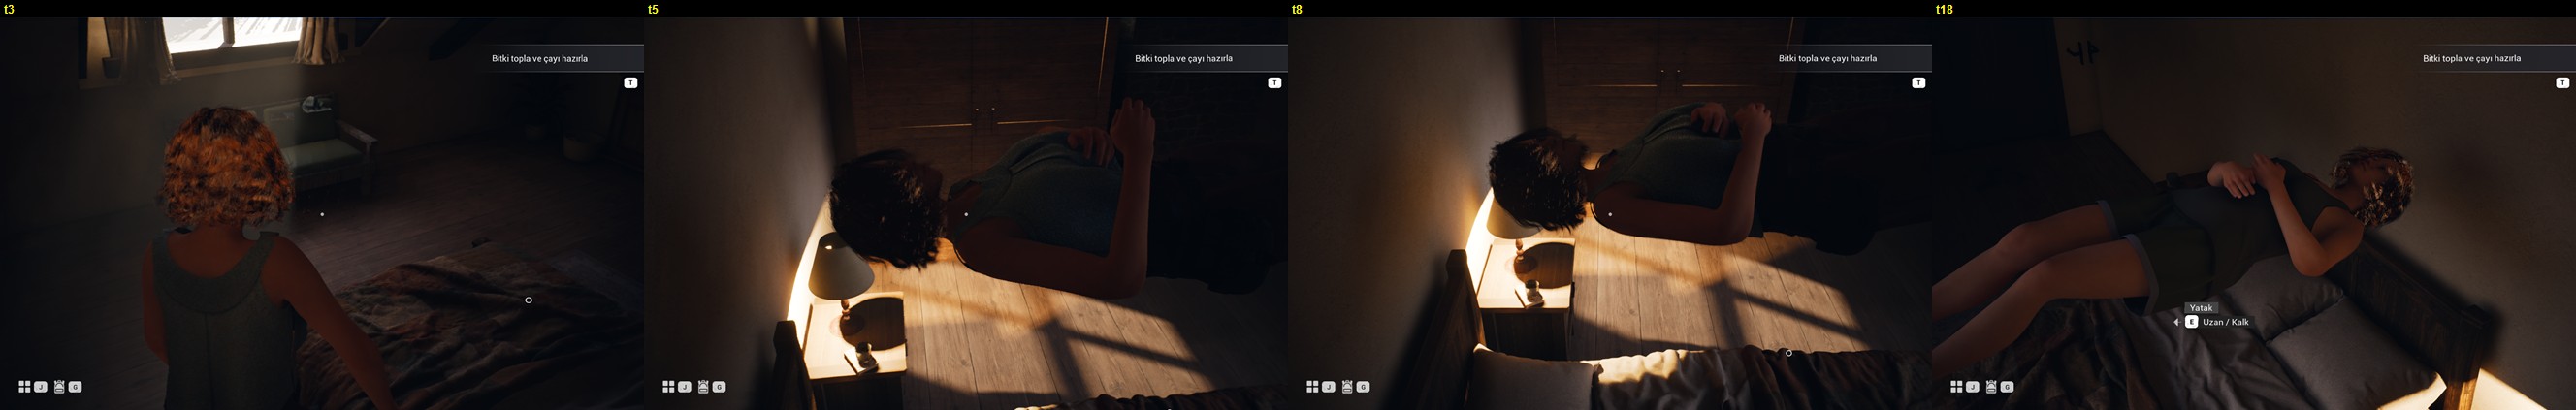 t3
t5
t8
t18
Bitki topla ve çayı hazırla
T
J
G
Bitki topla ve çayı hazırla
T
J
G
Bitki topla ve çayı hazırla
T
J
G
Bitki topla ve çayı hazırla
T
Yatak
E Uzan / Kalk
J
G